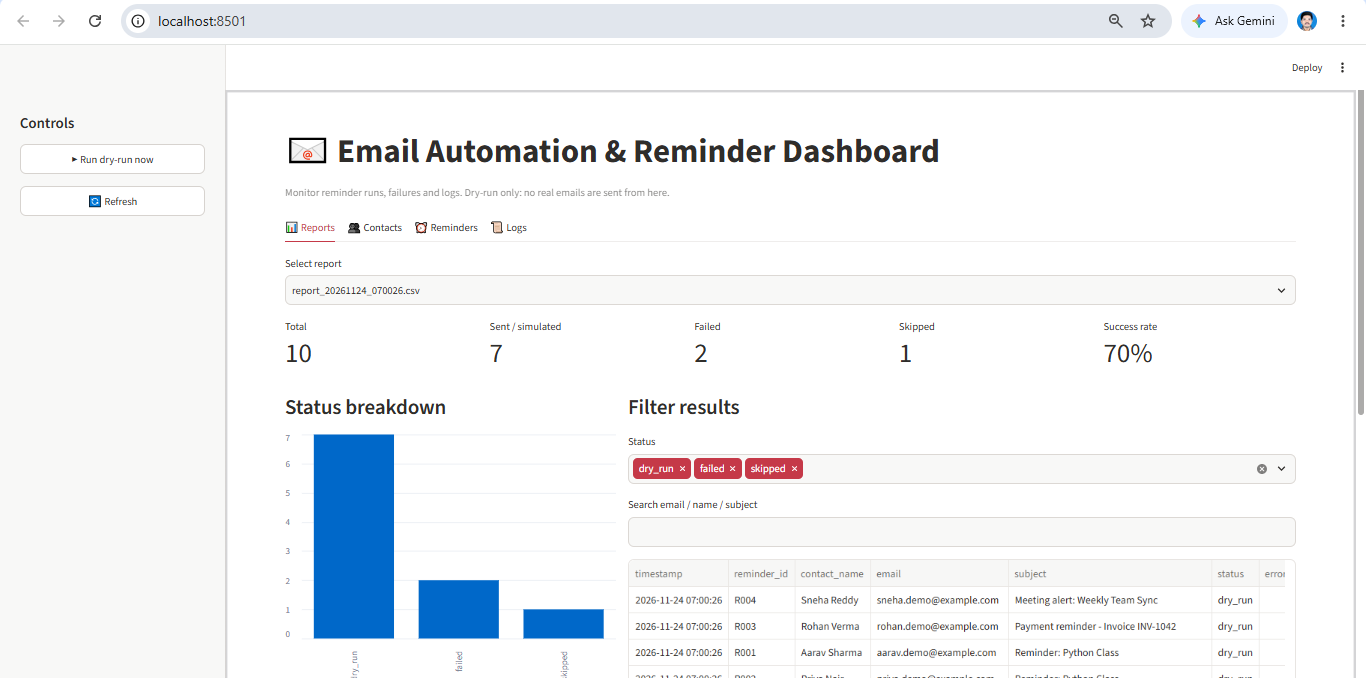 localhost:8501
Ask Gemini
Deploy
Controls
Run dry-run now
Refresh
Email Automation & Reminder Dashboard
Monitor reminder runs, failures and logs. Dry-run only: no real emails are sent from here.
Reports Contacts Reminders Logs
Select report
report_20261124_070026.csv
Total Sent / simulated Failed Skipped Success rate
10 7 2 1 70%
Status breakdown
7
6
5
4
3
2
1
0
dry_run failed skipped
Filter results
Status
dry_run failed skipped
Search email / name / subject
timestamp reminder_id contact_name email subject status error
2026-11-24 07:00:26 R004 Sneha Reddy sneha.demo@example.com Meeting alert: Weekly Team Sync dry_run
2026-11-24 07:00:26 R003 Rohan Verma rohan.demo@example.com Payment reminder - Invoice INV-1042 dry_run
2026-11-24 07:00:26 R001 Aarav Sharma aarav.demo@example.com Reminder: Python Class dry_run